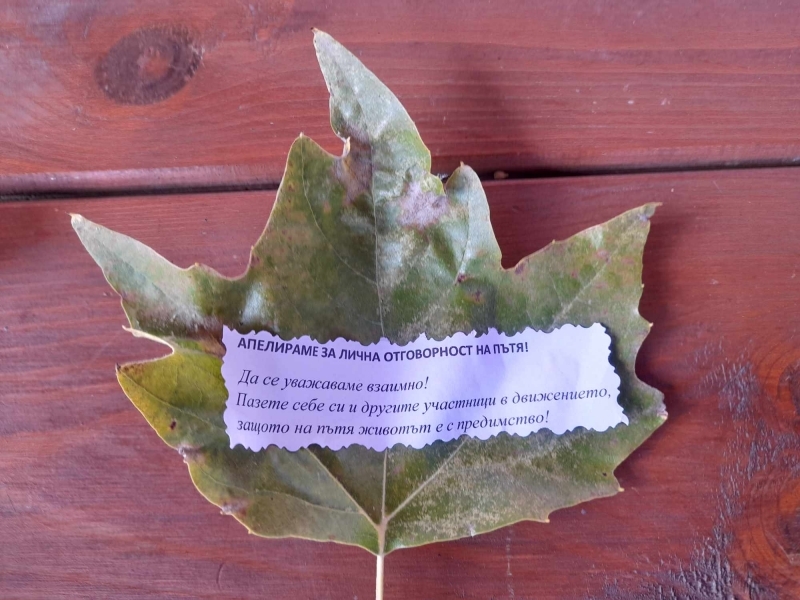 АПЕЛИРАМЕ ЗА ЛИЧНА ОТГОВОРНОСТ НА ПЪТЯ!
Да се уважаваме взаимно!
Пазете себе си и другите участници в движението,
защото на пътя животът е с предимство!